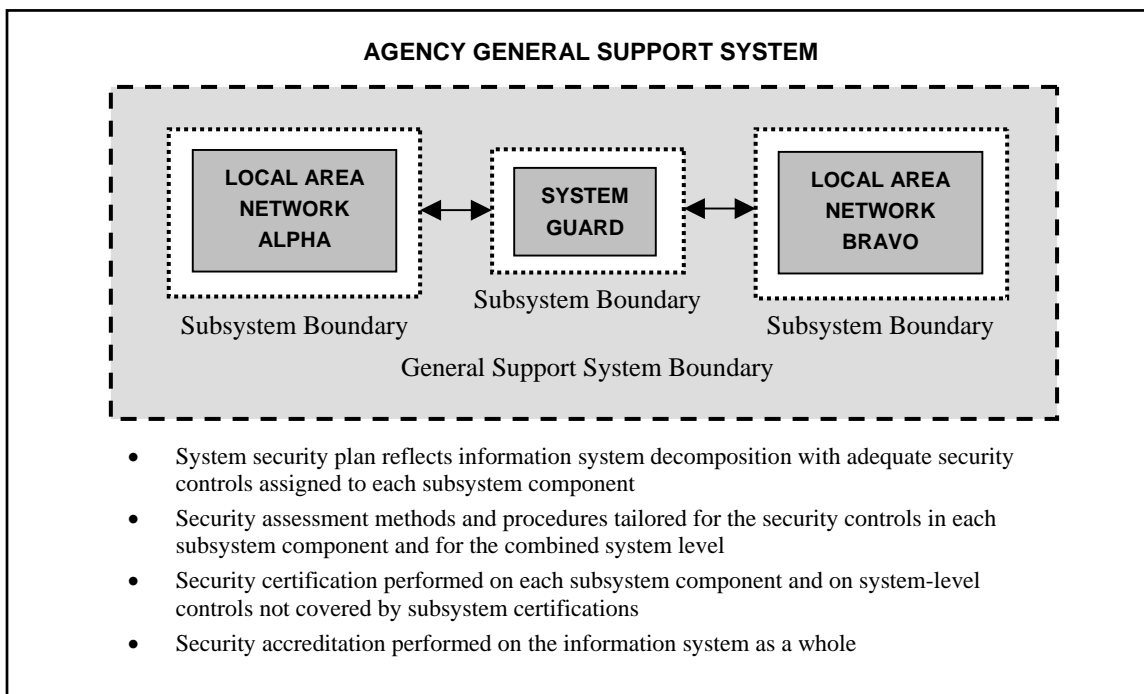 AGENCY GENERAL SUPPORT SYSTEM
LOCAL AREA
NETWORK
ALPHA
SYSTEM
GUARD
LOCAL AREA
NETWORK
BRAVO
Subsystem Boundary
Subsystem Boundary
Subsystem Boundary
General Support System Boundary
• System security plan reflects information system decomposition with adequate security
controls assigned to each subsystem component
• Security assessment methods and procedures tailored for the security controls in each
subsystem component and for the combined system level
• Security certification performed on each subsystem component and on system-level
controls not covered by subsystem certifications
• Security accreditation performed on the information system as a whole